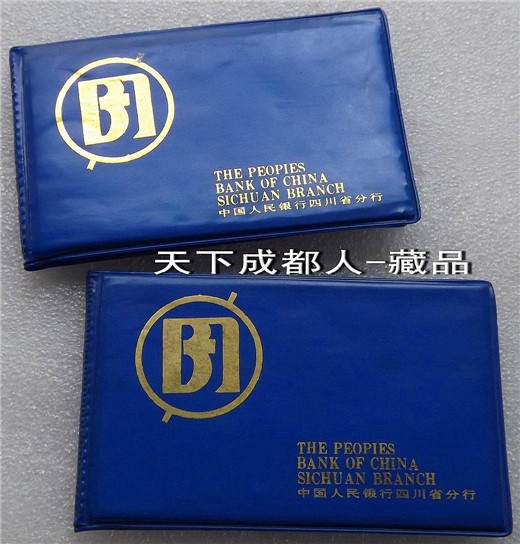 THE PEOPIES
BANK OF CHINA
SICHUAN BRANCH
中国人民银行四川省分行
天下成都人-藏品
THE PEOPIES
BANK OF CHINA
SICHUAN BRANCH
中国人民银行四川省分行